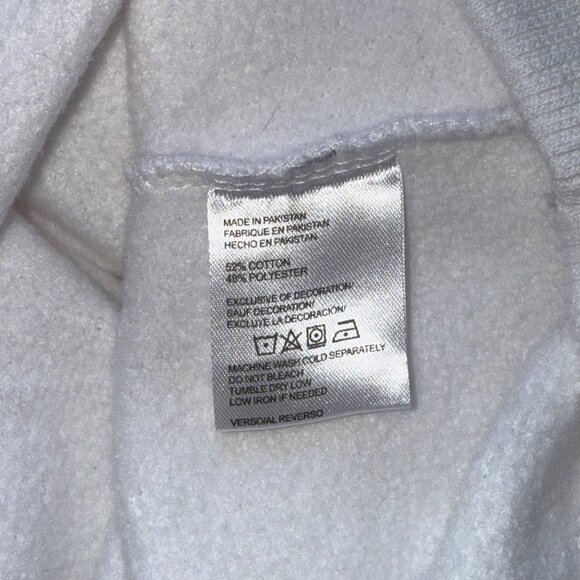 MADE IN PAKISTAN
FABRIQUE EN PAKISTAN
HECHO EN PAKISTAN
52% COTTON
48% POLYESTER
EXCLUSIVE OF DECORATION/
SAUF DECORATION/
EXCLUYE LA DECORACIÓN/
MACHINE WASH COLD SEPARATELY
DO NOT BLEACH
TUMBLE DRY LOW
LOW IRON IF NEEDED
VERSO/AL REVERSO